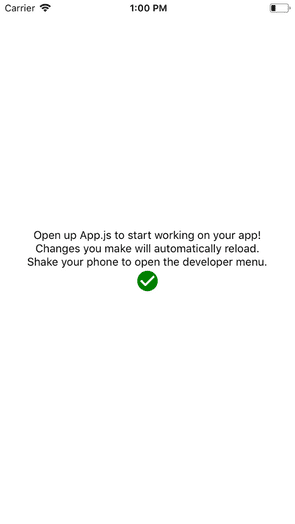 Carrier 1:00 PM
Open up App.js to start working on your app!
Changes you make will automatically reload.
Shake your phone to open the developer menu.